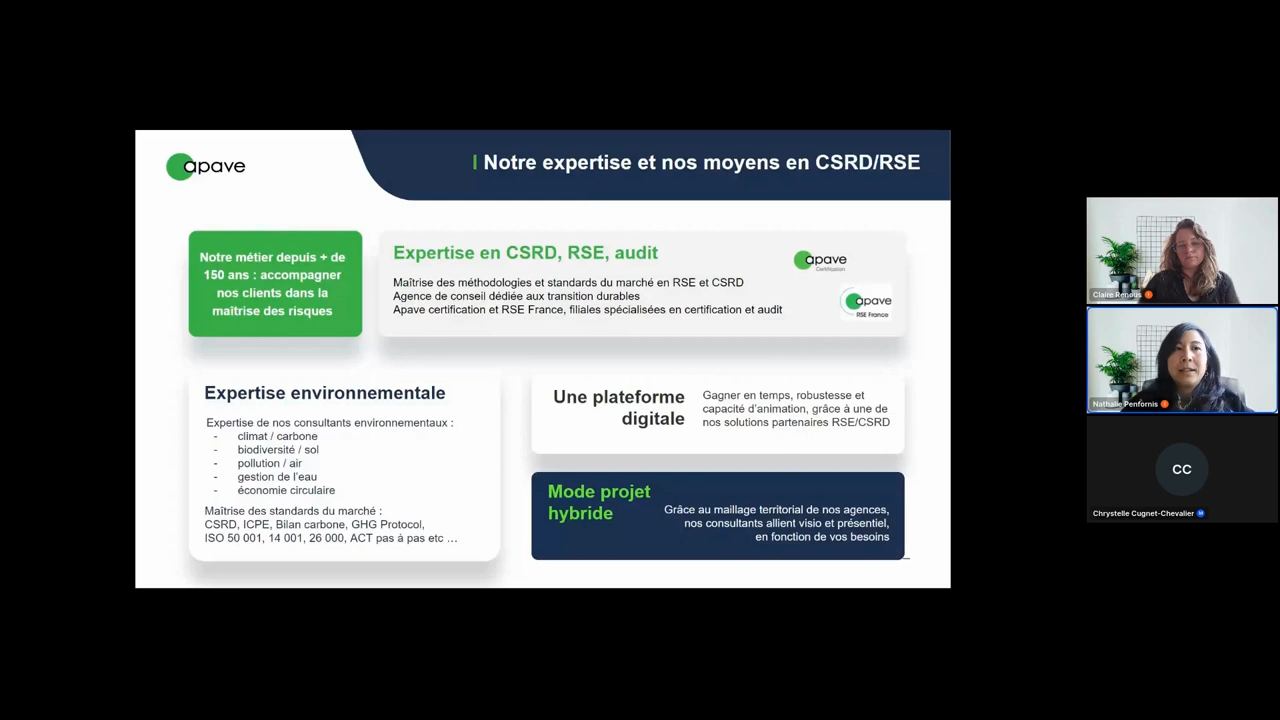 apave
I Notre expertise et nos moyens en CSRD/RSE
Notre métier depuis + de
150 ans : accompagner
nos clients dans la
maîtrise des risques
Expertise en CSRD, RSE, audit
Maîtrise des méthodologies et standards du marché en RSE et CSRD
Agence de conseil dédiée aux transition durables
Apave certification et RSE France, filiales spécialisées en certification et audit
apave
Certification
apave
RSE France
Expertise environnementale
Expertise de nos consultants environnementaux :
- climat / carbone
- biodiversité / sol
- pollution / air
- gestion de l'eau
- économie circulaire
Maîtrise des standards du marché :
CSRD, ICPE, Bilan carbone, GHG Protocol,
ISO 50 001, 14 001, 26 000, ACT pas à pas etc ...
Une plateforme
digitale
Gagner en temps, robustesse et
capacité d'animation, grâce à une de
nos solutions partenaires RSE/CSRD
Mode projet
hybride
Grâce au maillage territorial de nos agences,
nos consultants allient visio et présentiel,
en fonction de vos besoins
Claire Renous
Nathalie Penfornis
CC
Chrystelle Cugnet-Chevalier